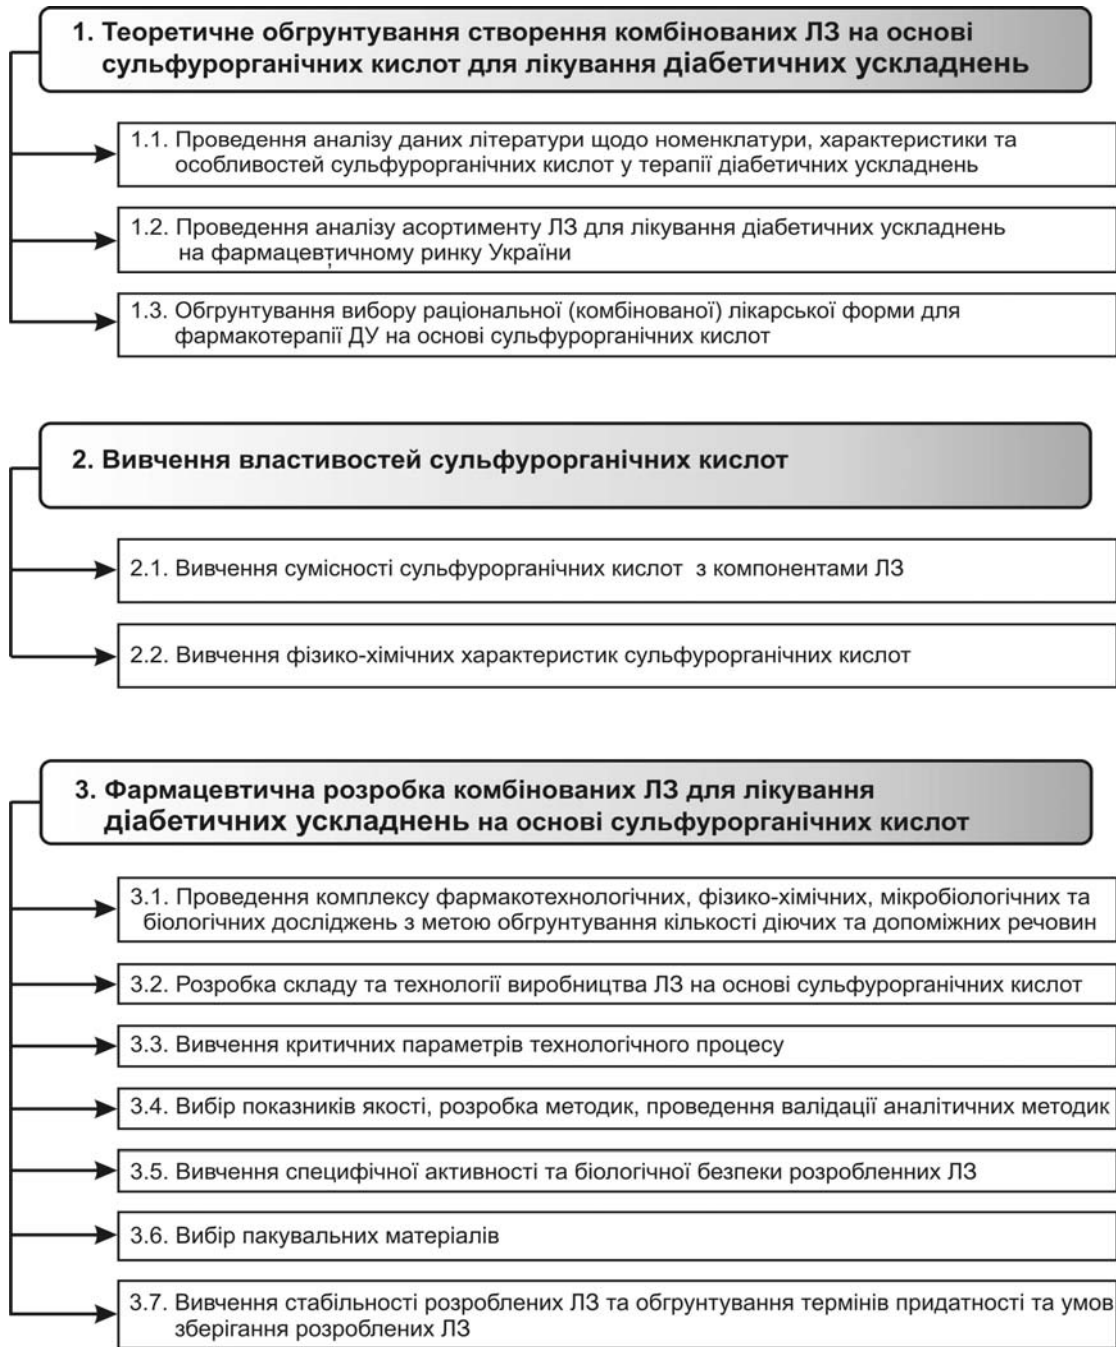 1. Теоретичне обгрунтування створення комбінованих ЛЗ на основі
сульфурорганічних кислот для лікування діабетичних ускладнень
1.1. Проведення аналізу даних літератури щодо номенклатури, характеристики та
особливостей сульфурорганічних кислот у терапії діабетичних ускладнень
1.2. Проведення аналізу асортименту ЛЗ для лікування діабетичних ускладнень
на фармацевтичному ринку України
1.3. Обгрунтування вибору раціональної (комбінованої) лікарської форми для
фармакотерапії ДУ на основі сульфурорганічних кислот
2. Вивчення властивостей сульфурорганічних кислот
2.1. Вивчення сумісності сульфурорганічних кислот з компонентами ЛЗ
2.2. Вивчення фізико-хімічних характеристик сульфурорганічних кислот
3. Фармацевтична розробка комбінованих ЛЗ для лікування
діабетичних ускладнень на основі сульфурорганічних кислот
3.1. Проведення комплексу фармакотехнологічних, фізико-хімічних, мікробіологічних та
біологічних досліджень з метою обгрунтування кількості діючих та допоміжних речовин
3.2. Розробка складу та технології виробництва ЛЗ на основі сульфурорганічних кислот
3.3. Вивчення критичних параметрів технологічного процесу
3.4. Вибір показників якості, розробка методик, проведення валідації аналітичних методик
3.5. Вивчення специфічної активності та біологічної безпеки розробленних ЛЗ
3.6. Вибір пакувальних матеріалів
3.7. Вивчення стабільності розроблених ЛЗ та обгрунтування термінів придатності та умов
зберігання розроблених ЛЗ